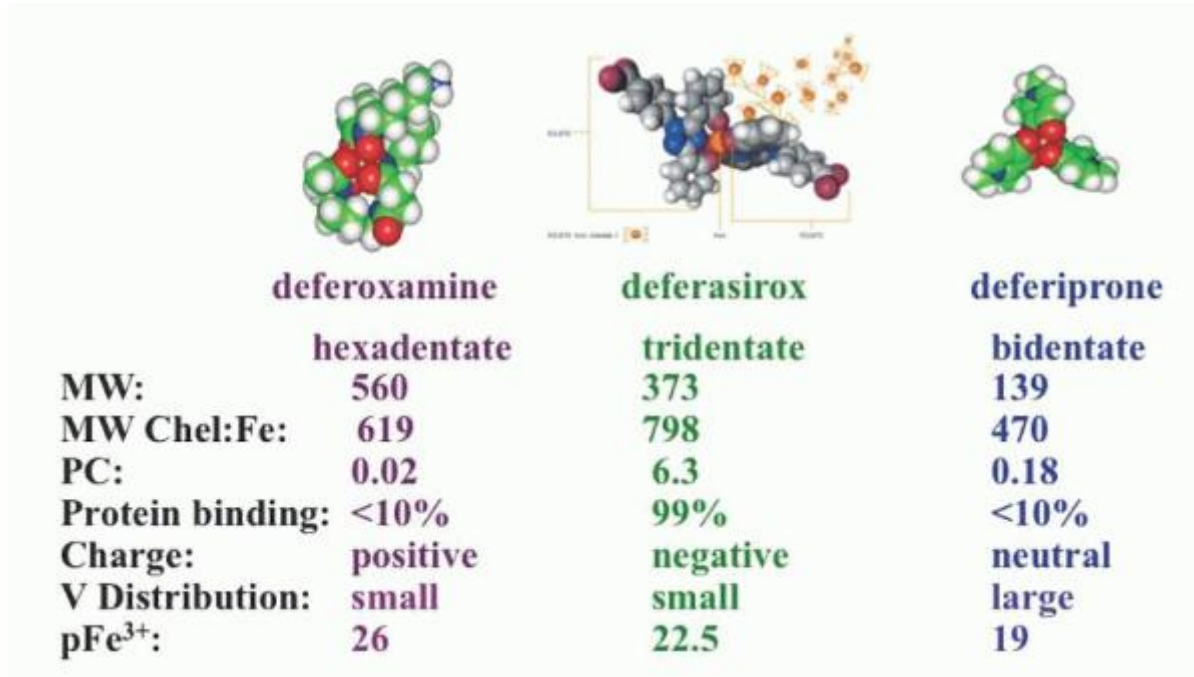 deferoxamine deferasirox deferiprone
hexadentate tridentate bidentate
MW: 560 373 139
MW Chel:Fe: 619 798 470
PC: 0.02 6.3 0.18
Protein binding: <10% 99% <10%
Charge: positive negative neutral
V Distribution: small small large
pFe³⁺: 26 22.5 19